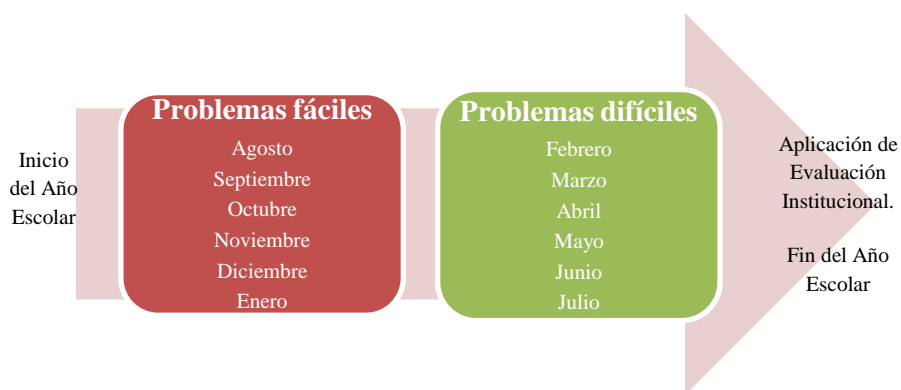 Inicio
del Año
Escolar
Problemas fáciles
Agosto
Septiembre
Octubre
Noviembre
Diciembre
Enero
Problemas difíciles
Febrero
Marzo
Abril
Mayo
Junio
Julio
Aplicación de
Evaluación
Institucional.
Fin del Año
Escolar